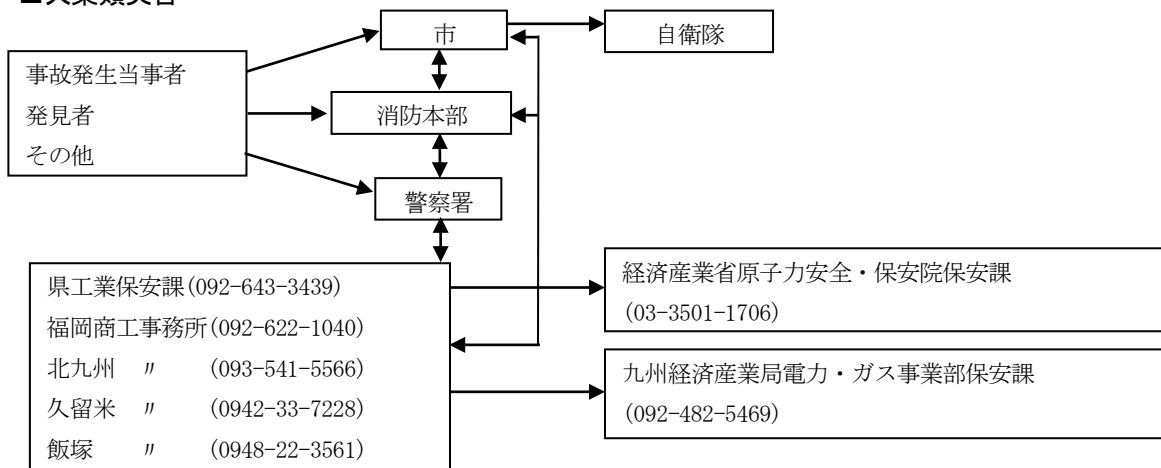 ■火薬類災害
市
自衛隊
事故発生当事者
発見者
その他
消防本部
警察署
県工業保安課(092-643-3439)
福岡商工事務所(092-622-1040)
北九州 〃 (093-541-5566)
久留米 〃 (0942-33-7228)
飯塚 〃 (0948-22-3561)
経済産業省原子力安全・保安院保安課
(03-3501-1706)
九州経済産業局電力・ガス事業部保安課
(092-482-5469)